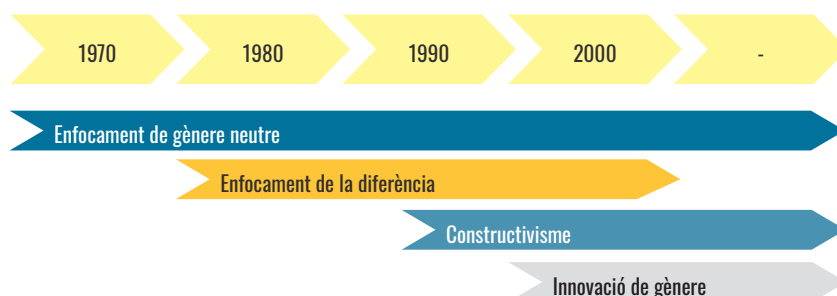 1970 1980 1990 2000 -
Enfocament de gènere neutre
Enfocament de la diferència
Constructivisme
Innovació de gènere